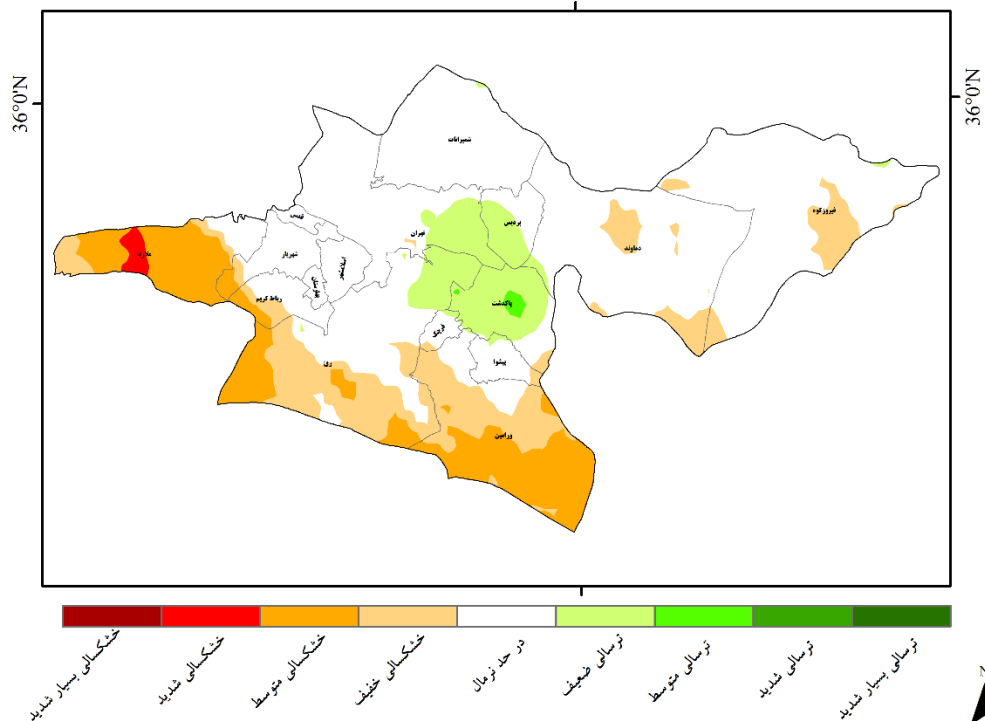 36°0'N
36°0'N
شمیرانات
فیروزکوه
پردیس
تهران
دماوند
قدس
شهریار
اسلامشهر
ملارد
بهارستان
رباط کریم
پاکدشت
قرچک
پیشوا
ری
ورامین
خشکسالی بسیار شدید
خشکسالی شدید
خشکسالی متوسط
خشکسالی خفیف
در حد نرمال
ترسالی ضعیف
ترسالی متوسط
ترسالی شدید
ترسالی بسیار شدید